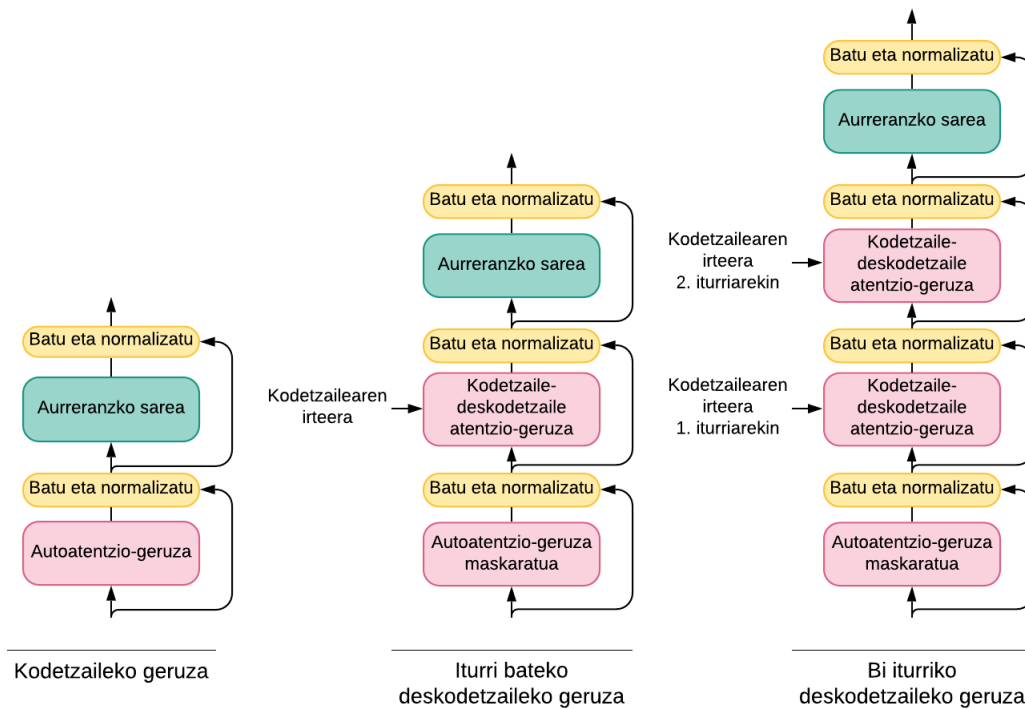 Batu eta normalizatu
Aurreranzko sarea
Batu eta normalizatu
Autoatentzio-geruza
Kodetzaileko geruza
Batu eta normalizatu
Aurreranzko sarea
Batu eta normalizatu
Kodetzailearen
irteera
Kodetzaile-
deskodetzaile
atentzio-geruza
Batu eta normalizatu
Autoatentzio-geruza
maskaratua
Iturri bateko
deskodetzaileko geruza
Batu eta normalizatu
Aurreranzko sarea
Batu eta normalizatu
Kodetzailearen
irteera
2. iturriarekin
Kodetzaile-
deskodetzaile
atentzio-geruza
Batu eta normalizatu
Kodetzailearen
irteera
1. iturriarekin
Kodetzaile-
deskodetzaile
atentzio-geruza
Batu eta normalizatu
Autoatentzio-geruza
maskaratua
Bi iturriko
deskodetzaileko geruza